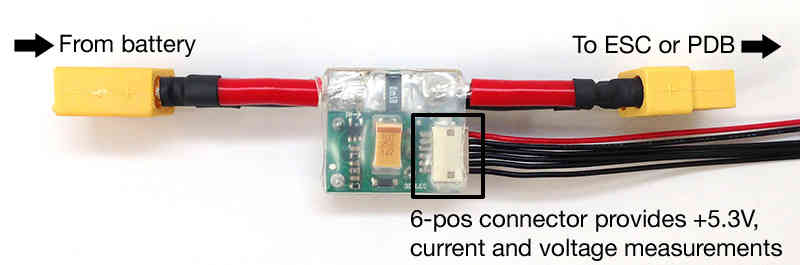 From battery
To ESC or PDB
6-pos connector provides +5.3V,
current and voltage measurements